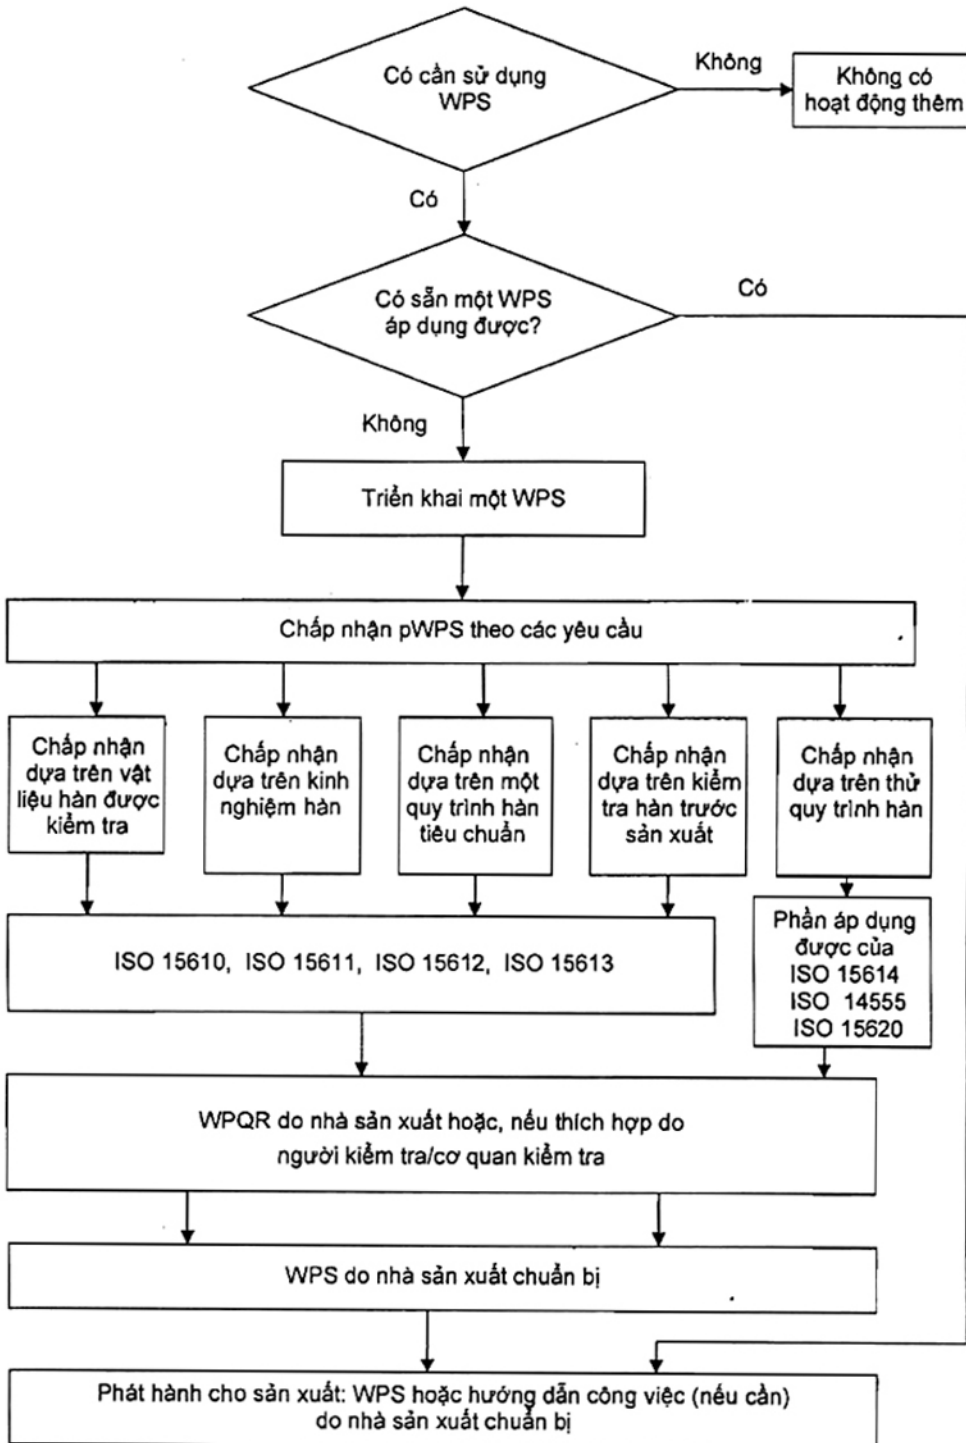 Có cần sử dụng
WPS
Không
Không có
hoạt động thêm
Có
Có sẵn một WPS
áp dụng được?
Có
Không
Triển khai một WPS
Chấp nhận pWPS theo các yêu cầu
Chấp nhận
dựa trên vật
liệu hàn được
kiểm tra
Chấp nhận
dựa trên kinh
nghiệm hàn
Chấp nhận
dựa trên một
quy trình hàn
tiêu chuẩn
Chấp nhận
dựa trên kiểm
tra hàn trước
sản xuất
Chấp nhận
dựa trên thử
quy trình hàn
ISO 15610, ISO 15611, ISO 15612, ISO 15613
Phần áp dụng
được của
ISO 15614
ISO 14555
ISO 15620
WPQR do nhà sản xuất hoặc, nếu thích hợp do
người kiểm tra/cơ quan kiểm tra
WPS do nhà sản xuất chuẩn bị
Phát hành cho sản xuất: WPS hoặc hướng dẫn công việc (nếu cần)
do nhà sản xuất chuẩn bị